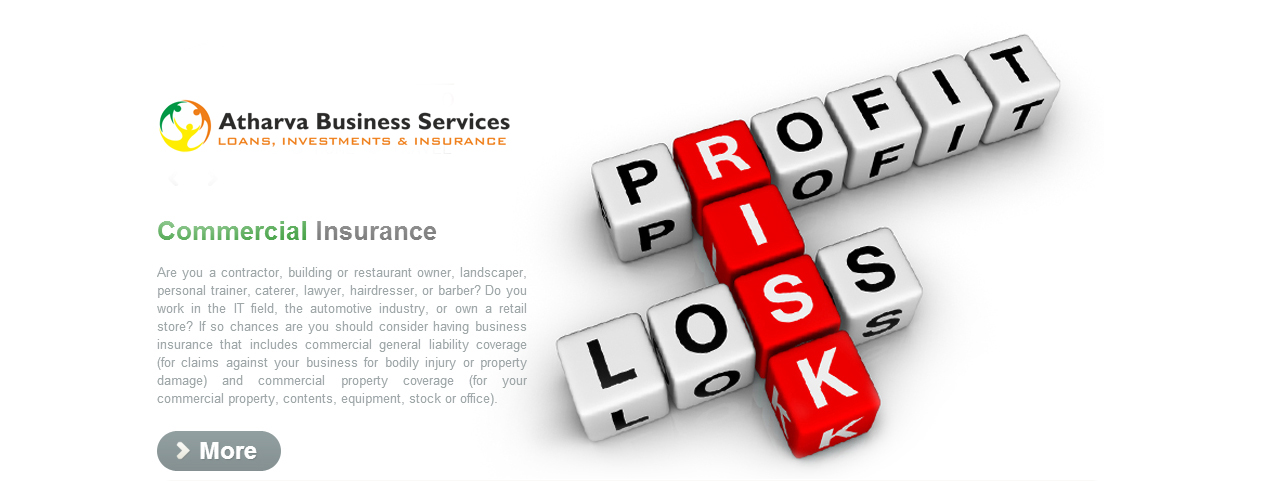 Atharva Business Services
LOANS, INVESTMENTS & INSURANCE
Commercial Insurance
Are you a contractor, building or restaurant owner, landscaper,
personal trainer, caterer, lawyer, hairdresser, or barber? Do you
work in the IT field, the automotive industry, or own a retail
store? If so chances are you should consider having business
insurance that includes commercial general liability coverage
(for claims against your business for bodily injury or property
damage) and commercial property coverage (for your
commercial property, contents, equipment, stock or office).
More
PROFIT
RISK
LOSS